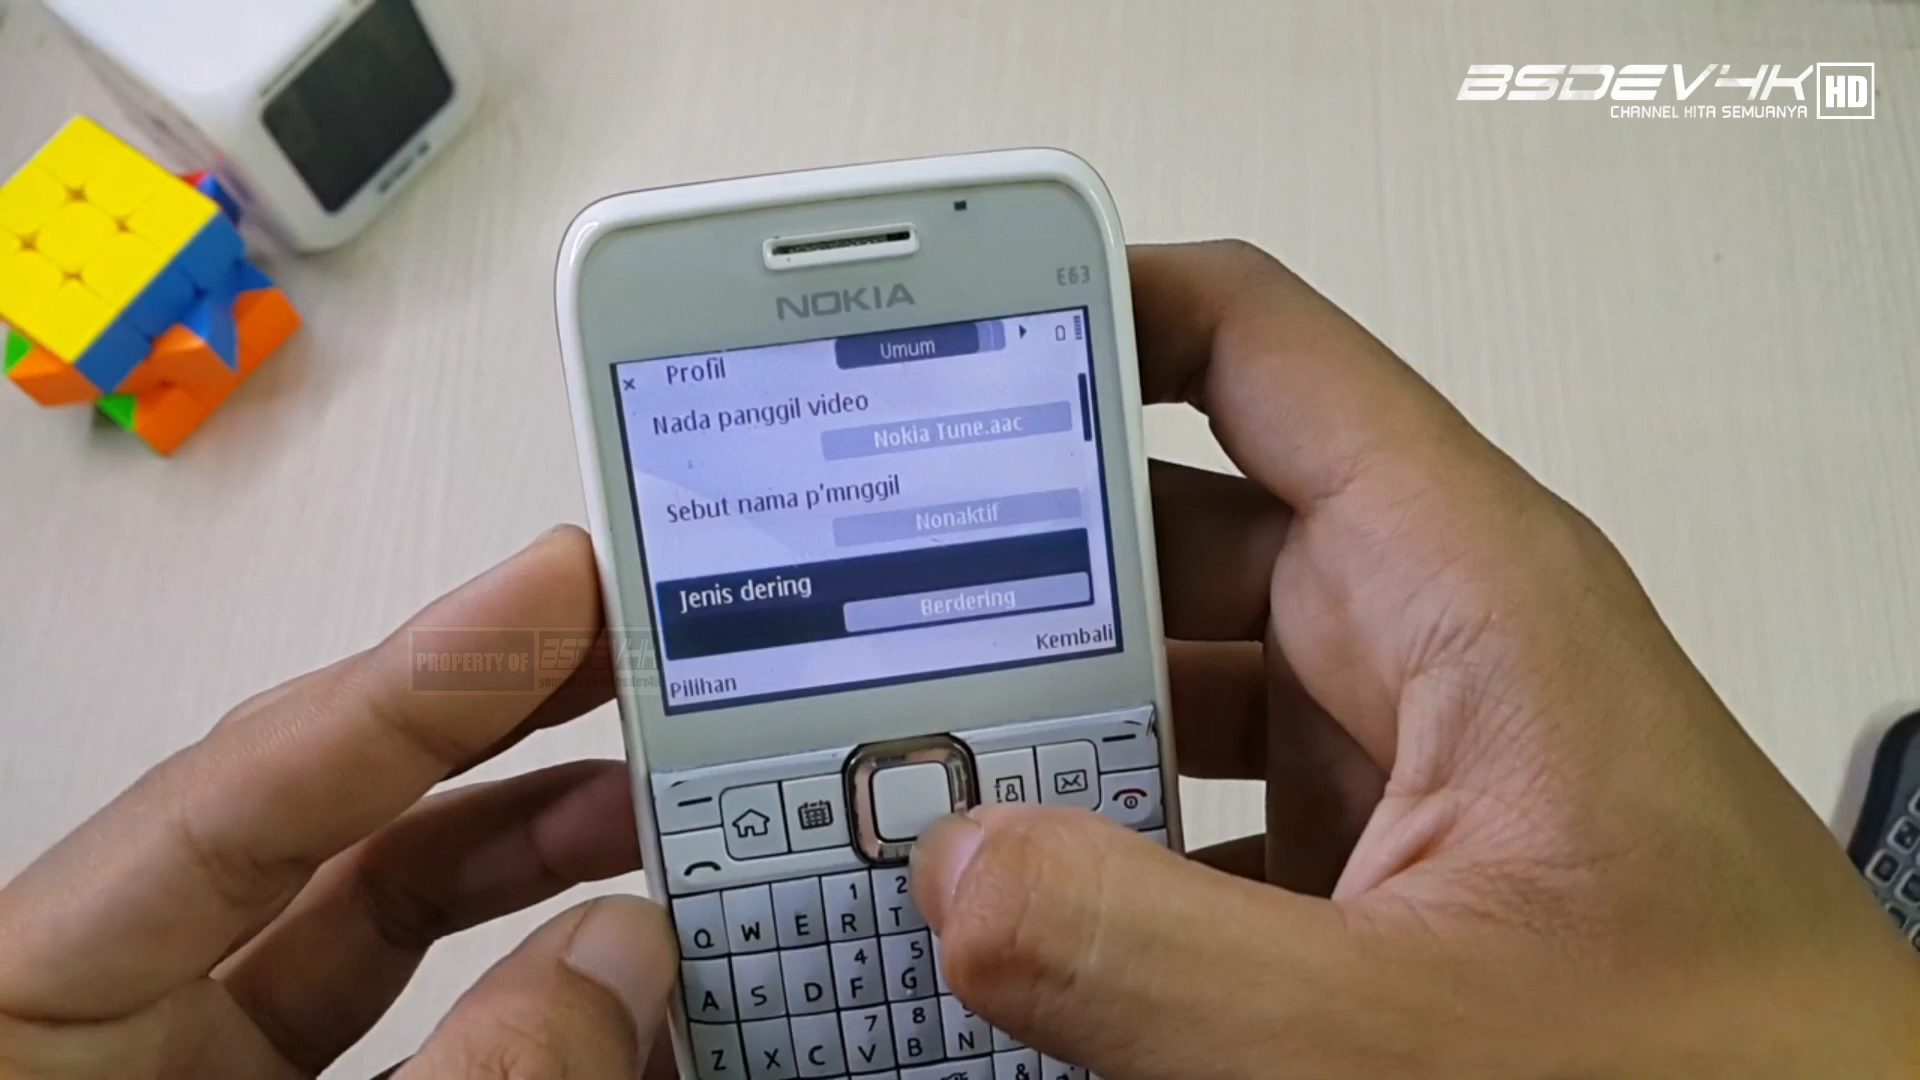 BSDEV4K HD
CHANNEL KITA SEMUANYA
E63
NOKIA
Umum
× Profil
Nada panggil video
Nokia Tune.aac
Sebut nama p'mnggil
Nonaktif
Jenis dering
Berdering
Kembali
Pilihan
PROPERTY OF BSDEV4K
1 2
Q W E R T
4 5
A S D F G
7 8
Z X C V B N
&